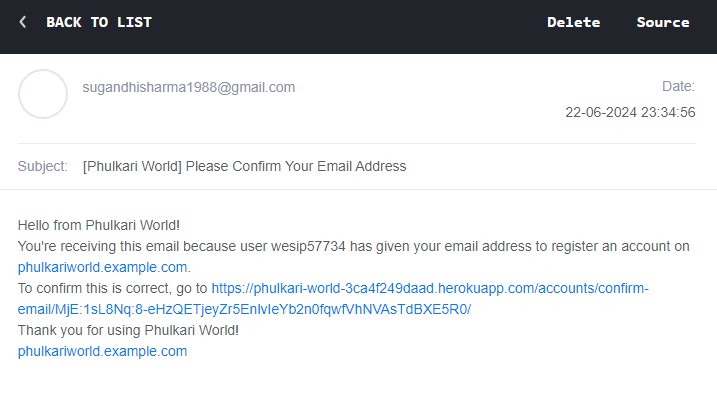 BACK TO LIST
Delete
Source
sugandhisharma1988@gmail.com
Date:
22-06-2024 23:34:56
Subject: [Phulkari World] Please Confirm Your Email Address
Hello from Phulkari World!
You're receiving this email because user wesip57734 has given your email address to register an account on
phulkariworld.example.com.
To confirm this is correct, go to https://phulkari-world-3ca4f249daad.herokuapp.com/accounts/confirm-
email/MjE:1sL8Nq:8-eHzQETjeyZr5EnIvIeYb2n0fqwfVhNVAsTdBXE5R0/
Thank you for using Phulkari World!
phulkariworld.example.com